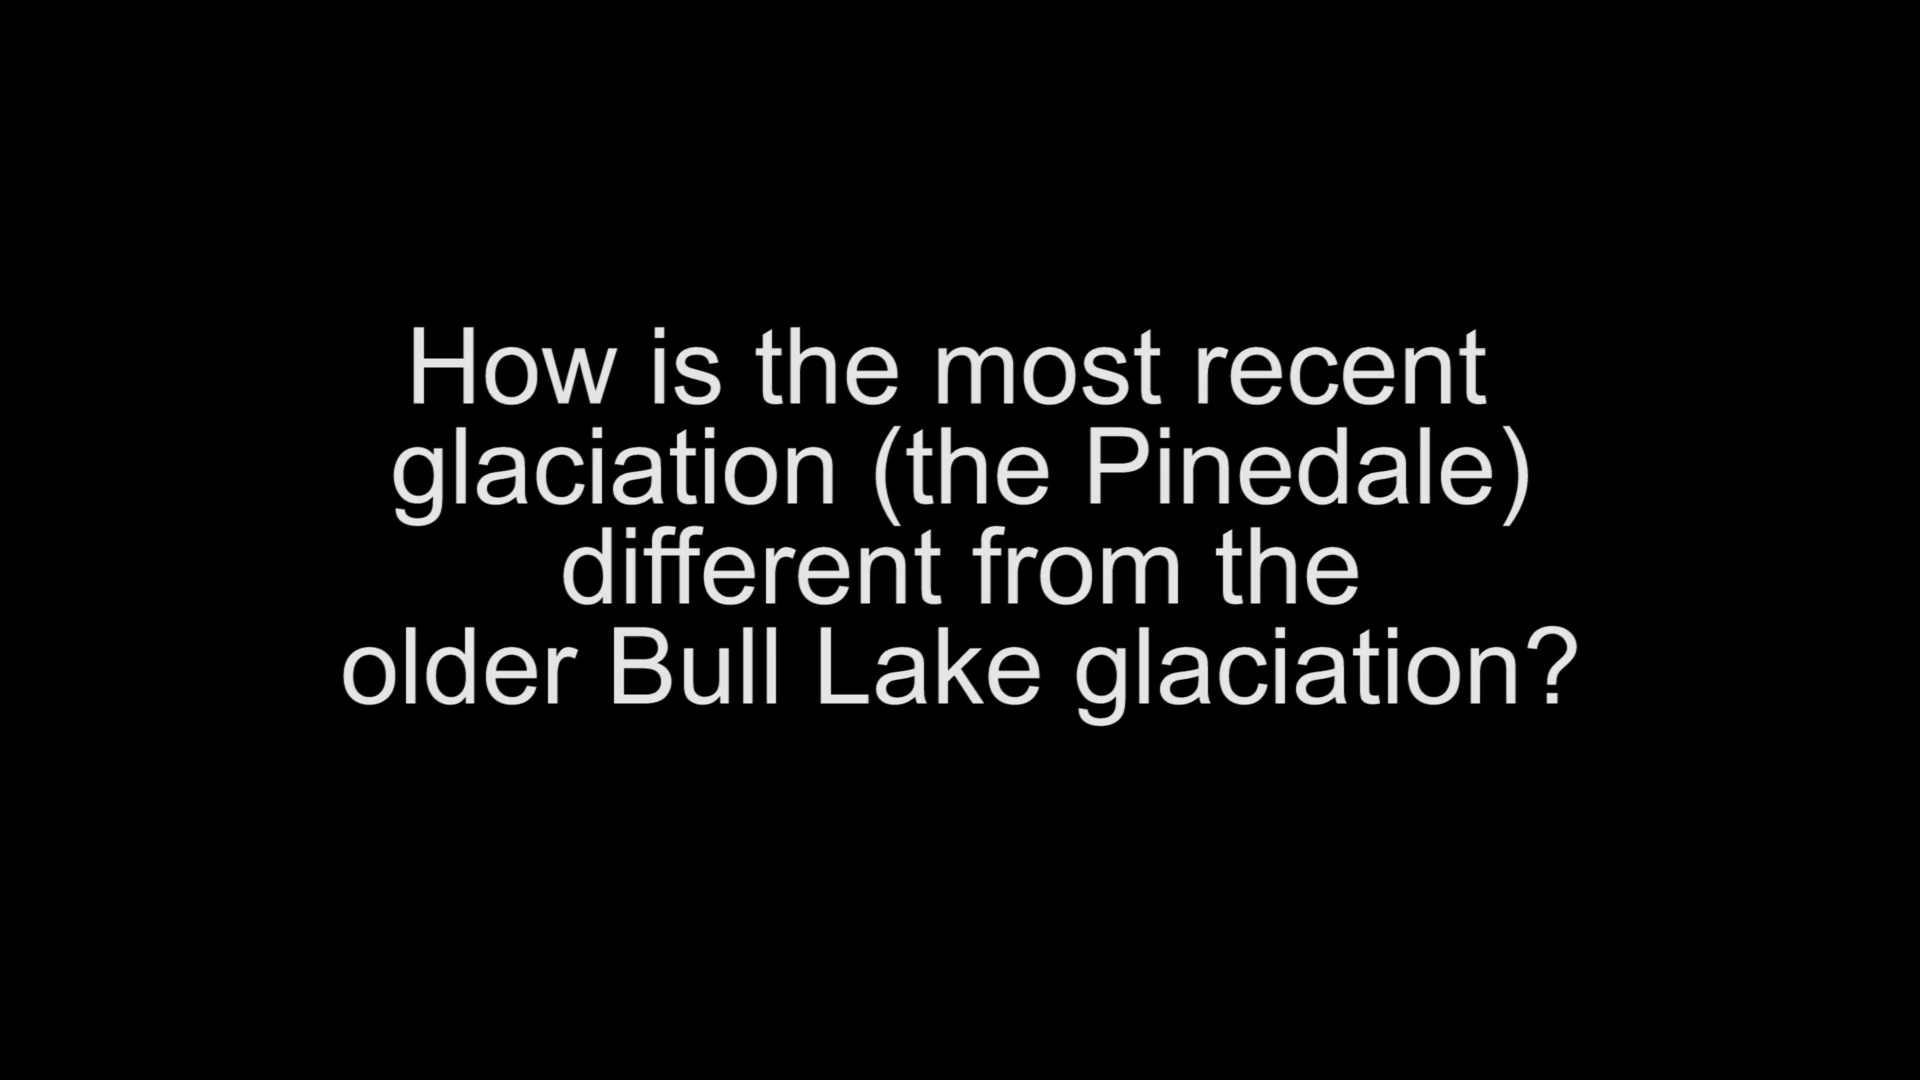 How is the most recent
glaciation (the Pinedale)
different from the
older Bull Lake glaciation?